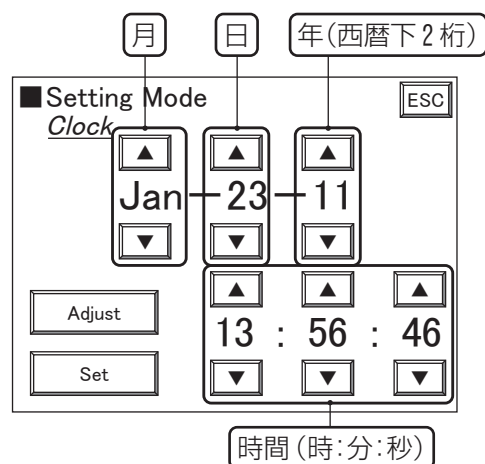 月 日 年(西暦下2桁)
■Setting Mode ESC
Clock
▲ ▲ ▲
Jan - 23 - 11
▼ ▼ ▼
▲ ▲ ▲
Adjust
13 : 56 : 46
Set
▼ ▼ ▼
時間(時:分:秒)